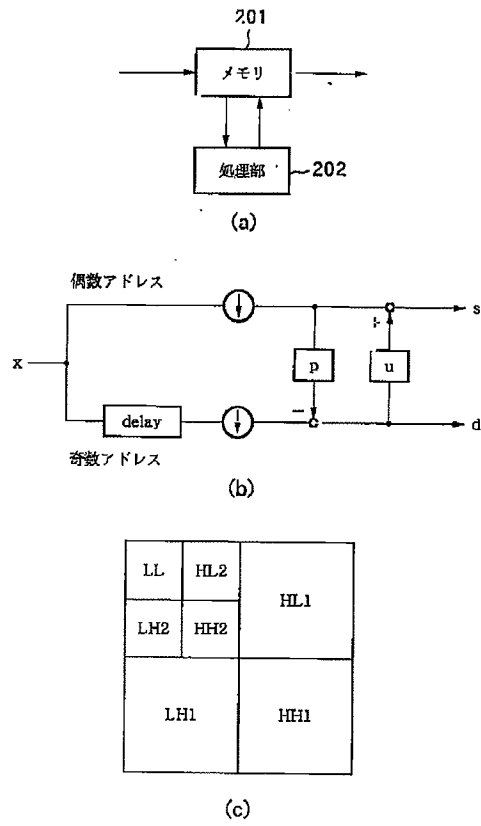 201
メモリ
処理部
202
(a)
偶数アドレス
s
+
x
p
u
−
delay
d
奇数アドレス
(b)
LL
HL2
HL1
LH2
HH2
LH1
HH1
(c)